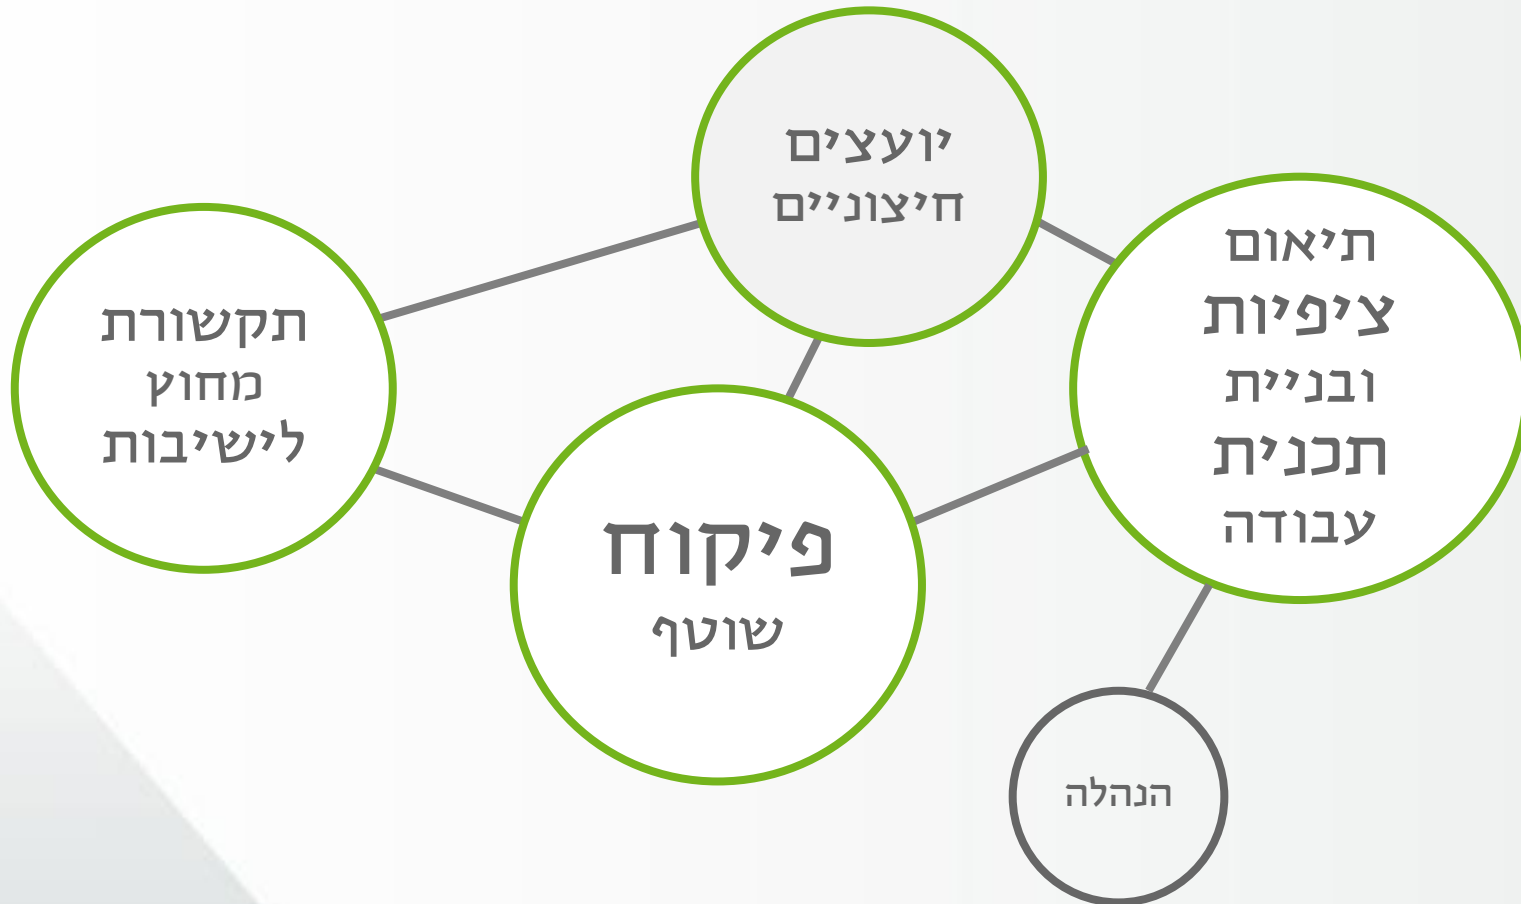 יועצים
חיצוניים
תיאום
ציפיות
ובניית
תכנית
עבודה
תקשורת
מחוץ
לישיבות
פיקוח
שוטף
הנהלה